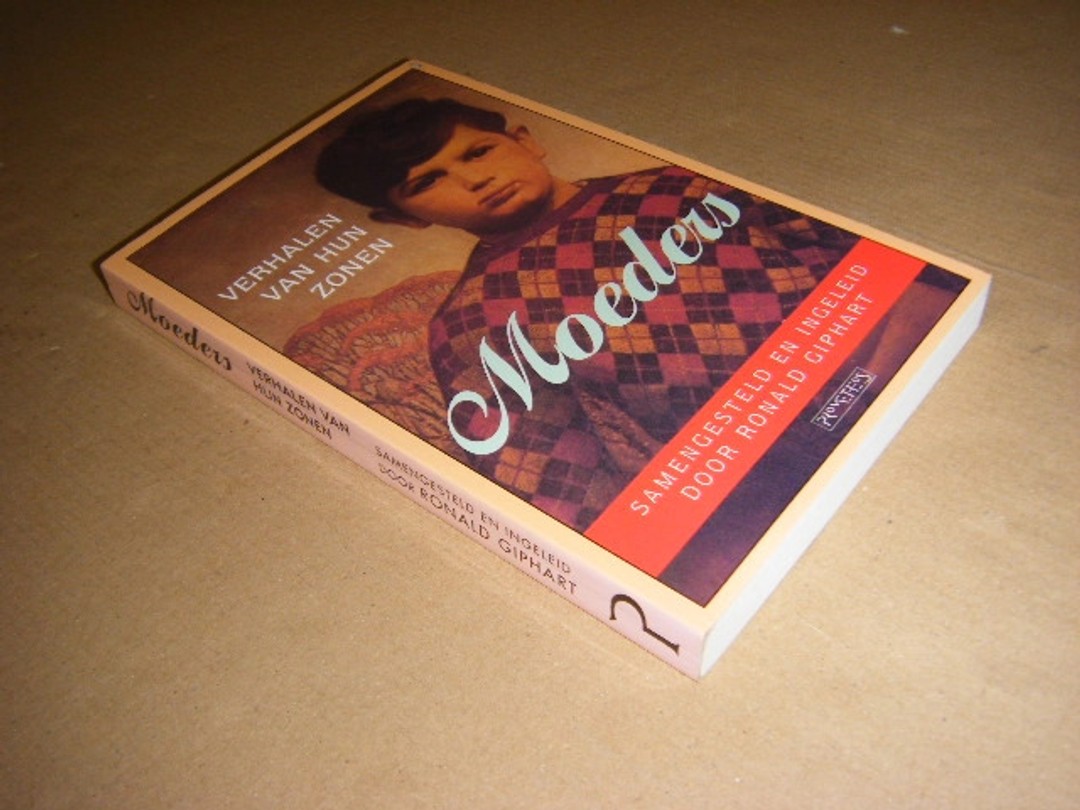 VERHALEN
VAN HUN
ZONEN
Moeders
SAMENGESTELD EN INGELEID
DOOR RONALD GIPHART
PROMETHEUS
Moeders
VERHALEN VAN
HUN ZONEN
SAMENGESTELD EN INGELEID
DOOR RONALD GIPHART
P